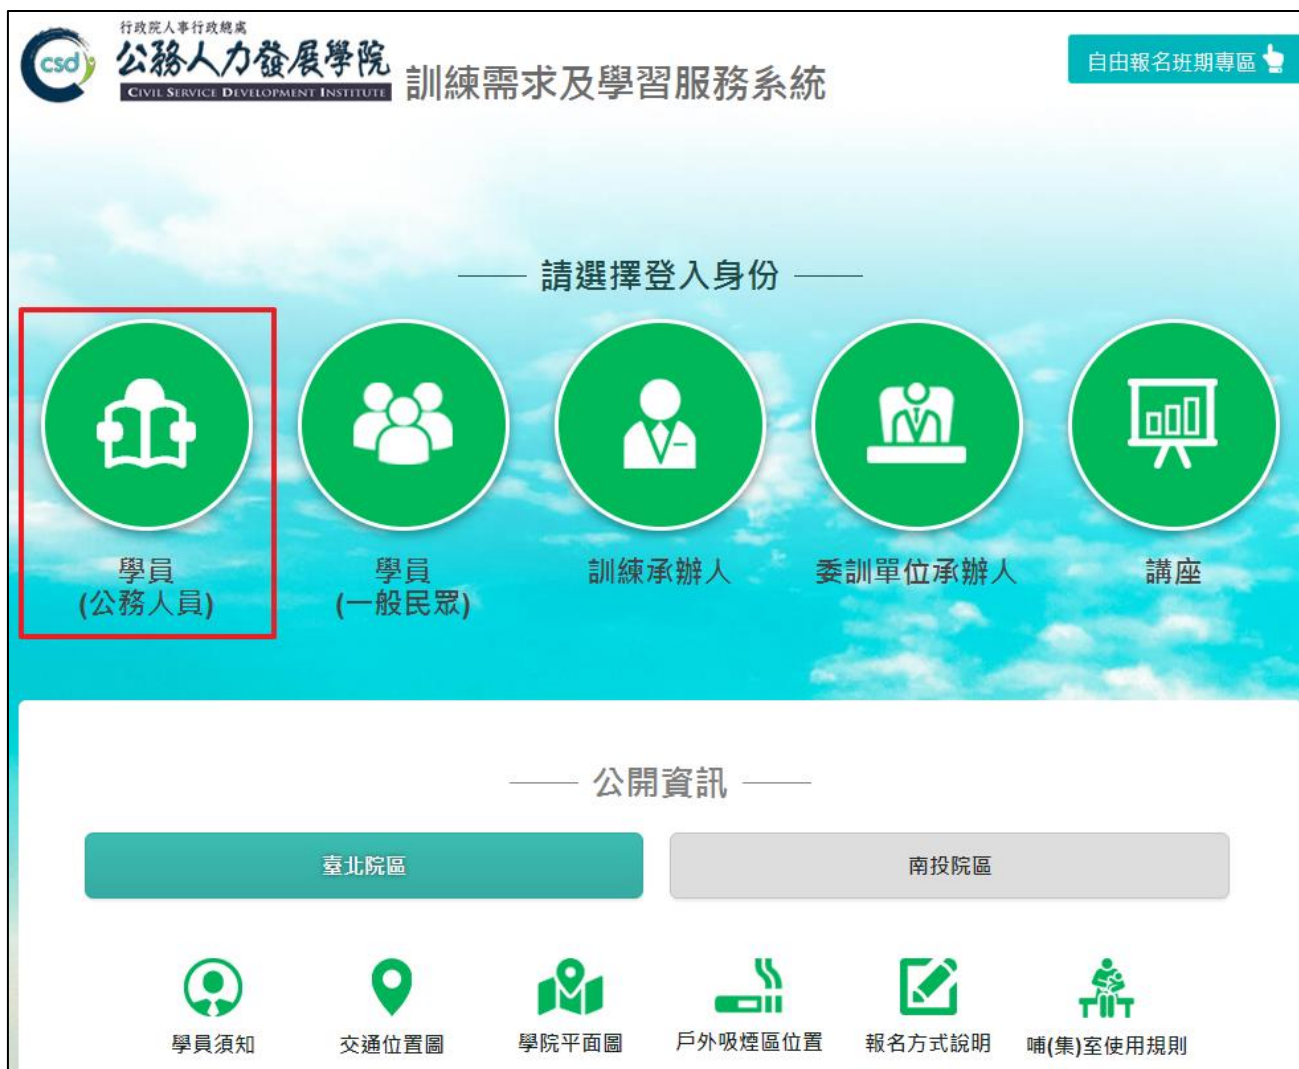 行政院人事行政總處
csdi
公務人力發展學院
CIVIL SERVICE DEVELOPMENT INSTITUTE
訓練需求及學習服務系統
自由報名班期專區
請選擇登入身份
學員
(公務人員)
學員
(一般民眾)
訓練承辦人
委訓單位承辦人
講座
公開資訊
臺北院區
南投院區
學員須知
交通位置圖
學院平面圖
戶外吸煙區位置
報名方式說明
哺(集)室使用規則